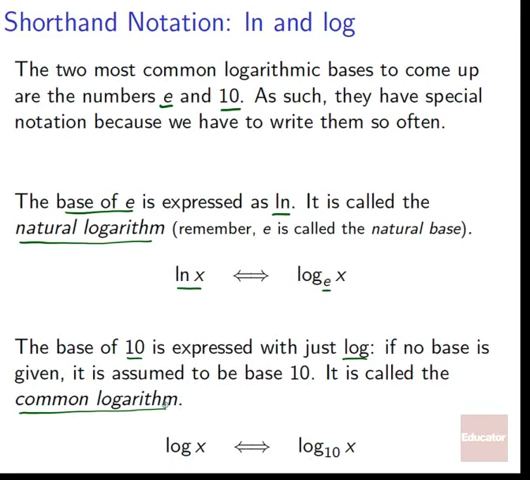 Shorthand Notation: ln and log
The two most common logarithmic bases to come up
are the numbers e and 10. As such, they have special
notation because we have to write them so often.
The base of e is expressed as ln. It is called the
natural logarithm (remember, e is called the natural base).
ln x ⟺ logₑ x
The base of 10 is expressed with just log: if no base is
given, it is assumed to be base 10. It is called the
common logarithm.
log x ⟺ log₁₀ x
Educator